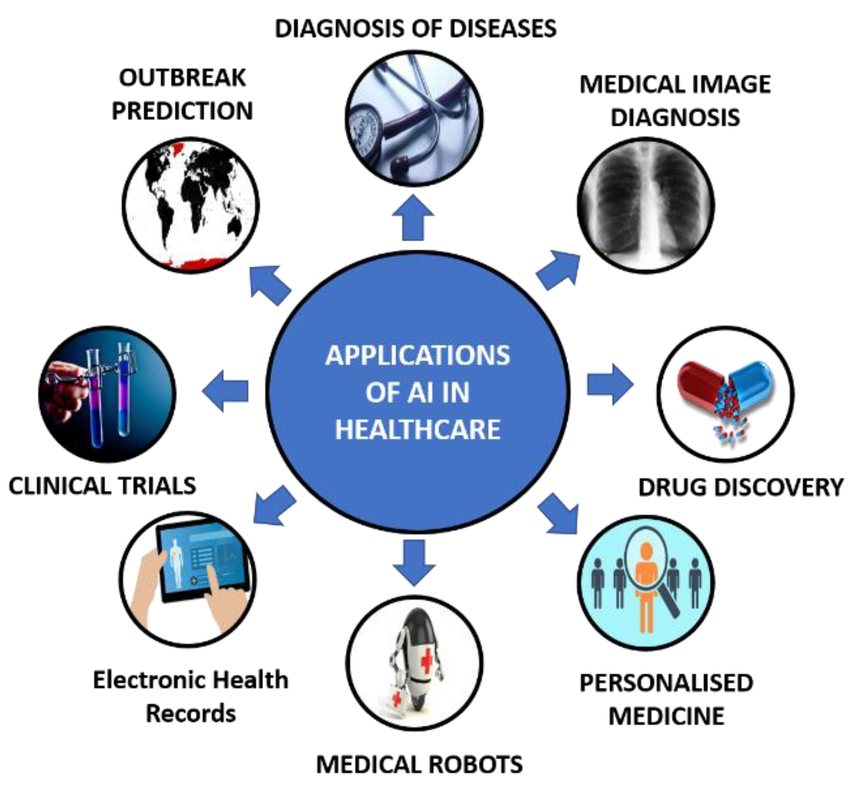 DIAGNOSIS OF DISEASES
OUTBREAK
PREDICTION
MEDICAL IMAGE
DIAGNOSIS
APPLICATIONS
OF AI IN
HEALTHCARE
CLINICAL TRIALS
DRUG DISCOVERY
Electronic Health
Records
PERSONALISED
MEDICINE
MEDICAL ROBOTS